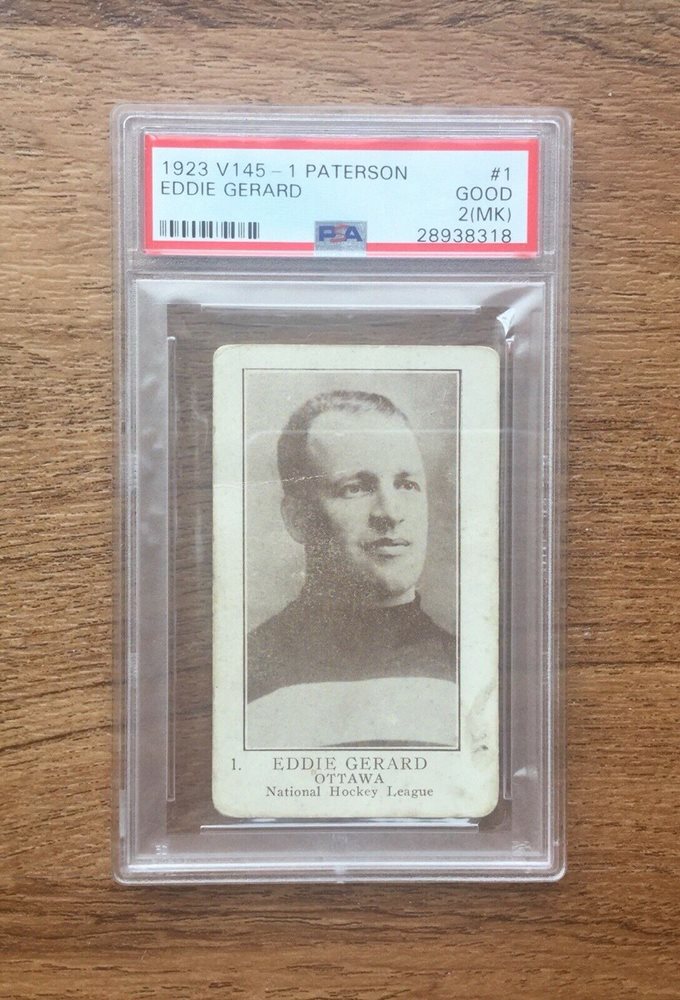 1923 V145-1 PATERSON #1
EDDIE GERARD GOOD
2(MK)
PSA 28938318
1. EDDIE GERARD
OTTAWA
National Hockey League